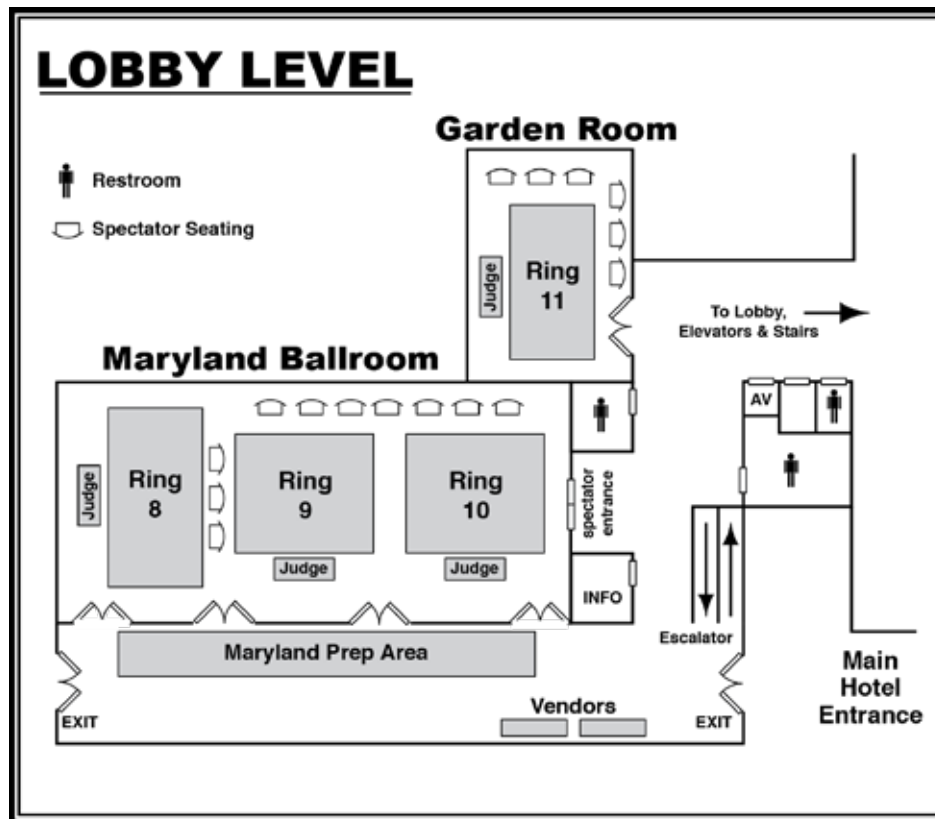 LOBBY LEVEL
Garden Room
Restroom
Spectator Seating
Judge
Ring
11
To Lobby,
Elevators & Stairs
Maryland Ballroom
AV
Judge
Ring
8
Ring
9
Ring
10
spectator
entrance
Judge
Judge
INFO
Escalator
Maryland Prep Area
Main
Hotel
Entrance
Vendors
EXIT
EXIT